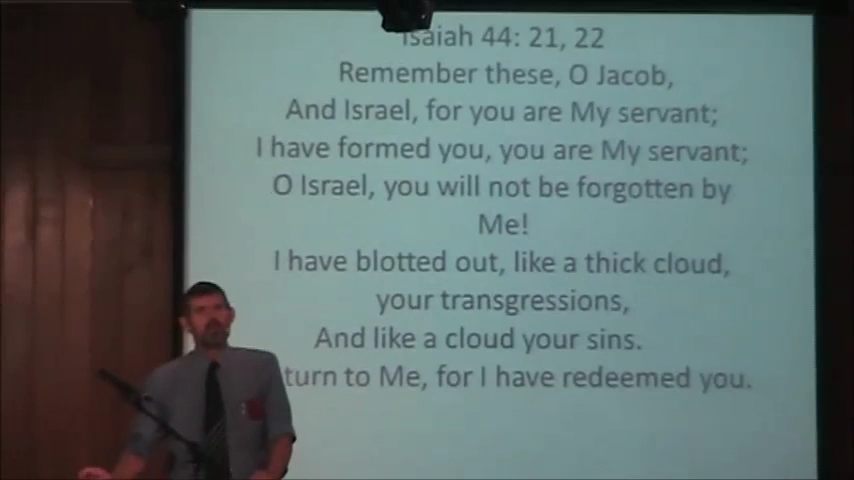 Isaiah 44: 21, 22
Remember these, O Jacob,
And Israel, for you are My servant;
I have formed you, you are My servant;
O Israel, you will not be forgotten by
Me!
I have blotted out, like a thick cloud,
your transgressions,
And like a cloud your sins.
turn to Me, for I have redeemed you.